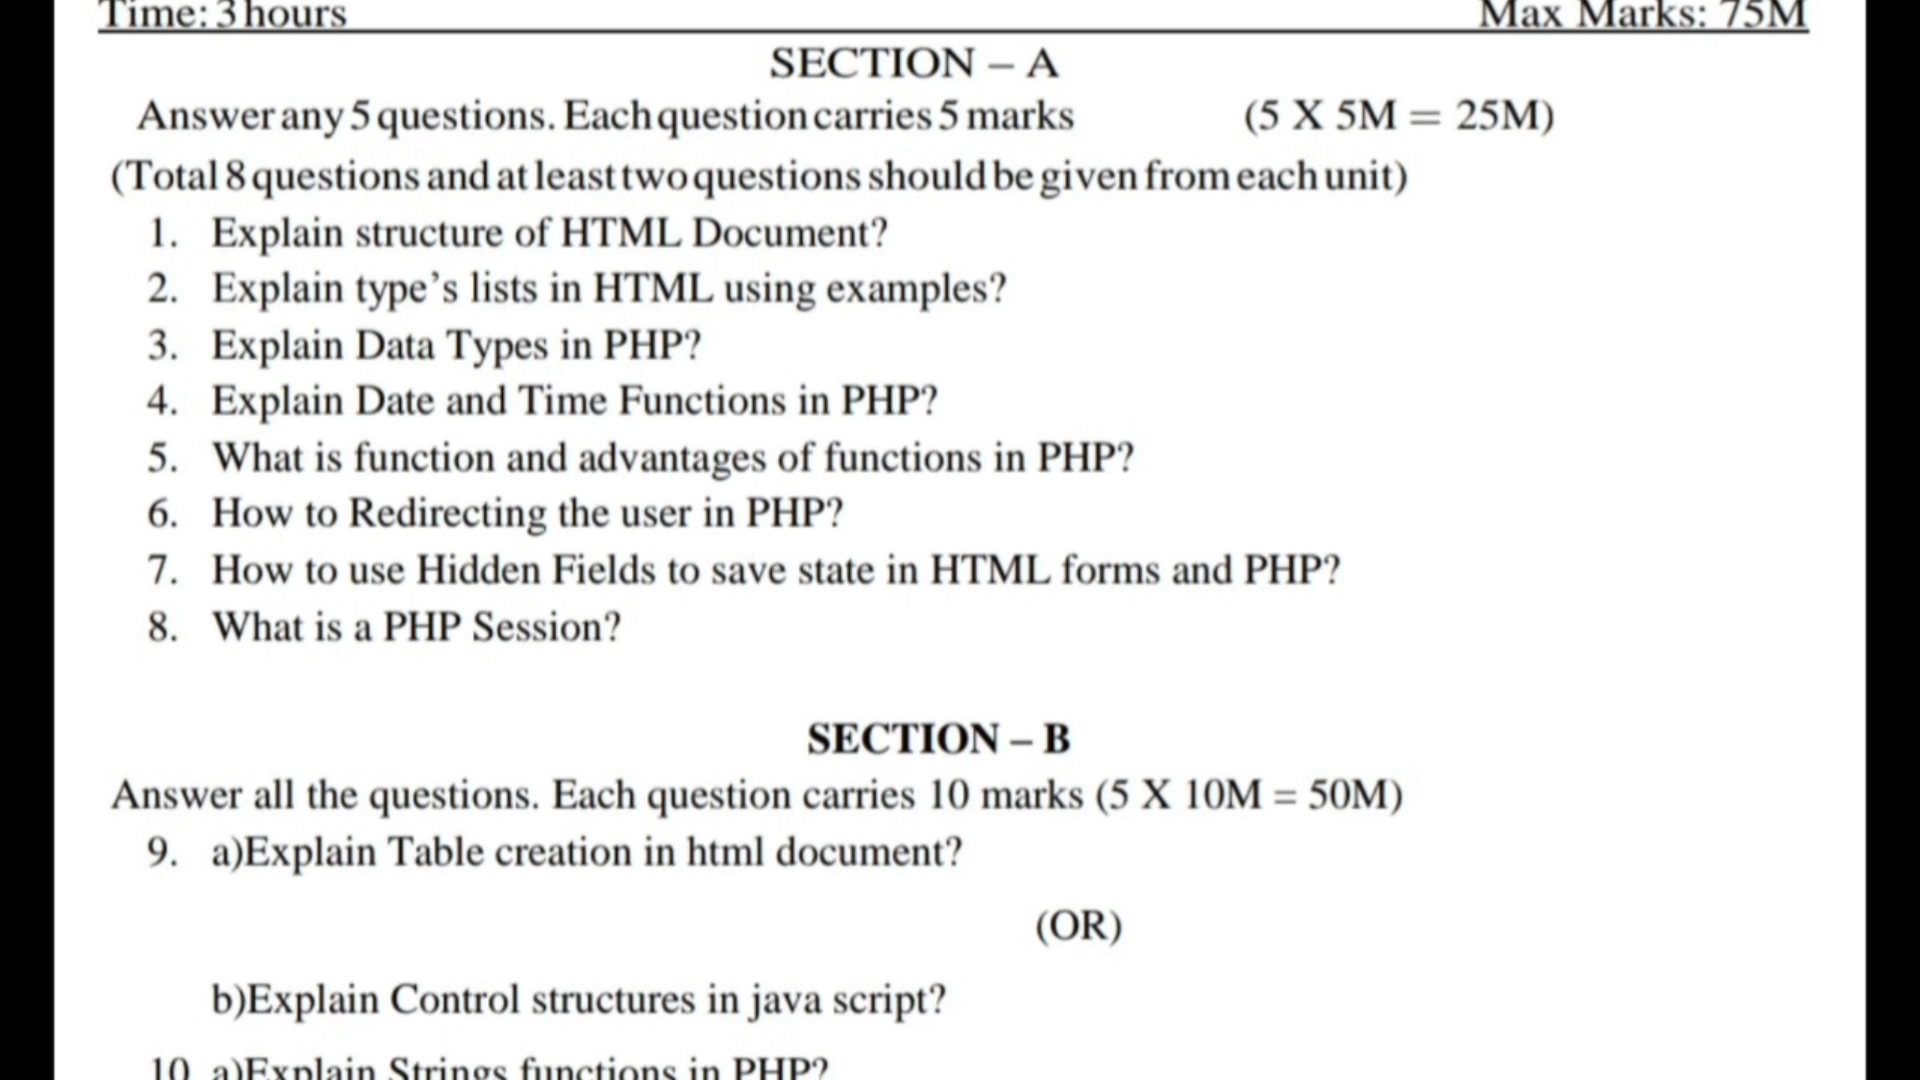 Time: 3 hours Max Marks: 75M
SECTION – A
Answer any 5 questions. Each question carries 5 marks (5 X 5M = 25M)
(Total 8 questions and at least two questions should be given from each unit)
1. Explain structure of HTML Document?
2. Explain type’s lists in HTML using examples?
3. Explain Data Types in PHP?
4. Explain Date and Time Functions in PHP?
5. What is function and advantages of functions in PHP?
6. How to Redirecting the user in PHP?
7. How to use Hidden Fields to save state in HTML forms and PHP?
8. What is a PHP Session?
SECTION – B
Answer all the questions. Each question carries 10 marks (5 X 10M = 50M)
9. a)Explain Table creation in html document?
(OR)
b)Explain Control structures in java script?
10. a)Explain Strings functions in PHP?